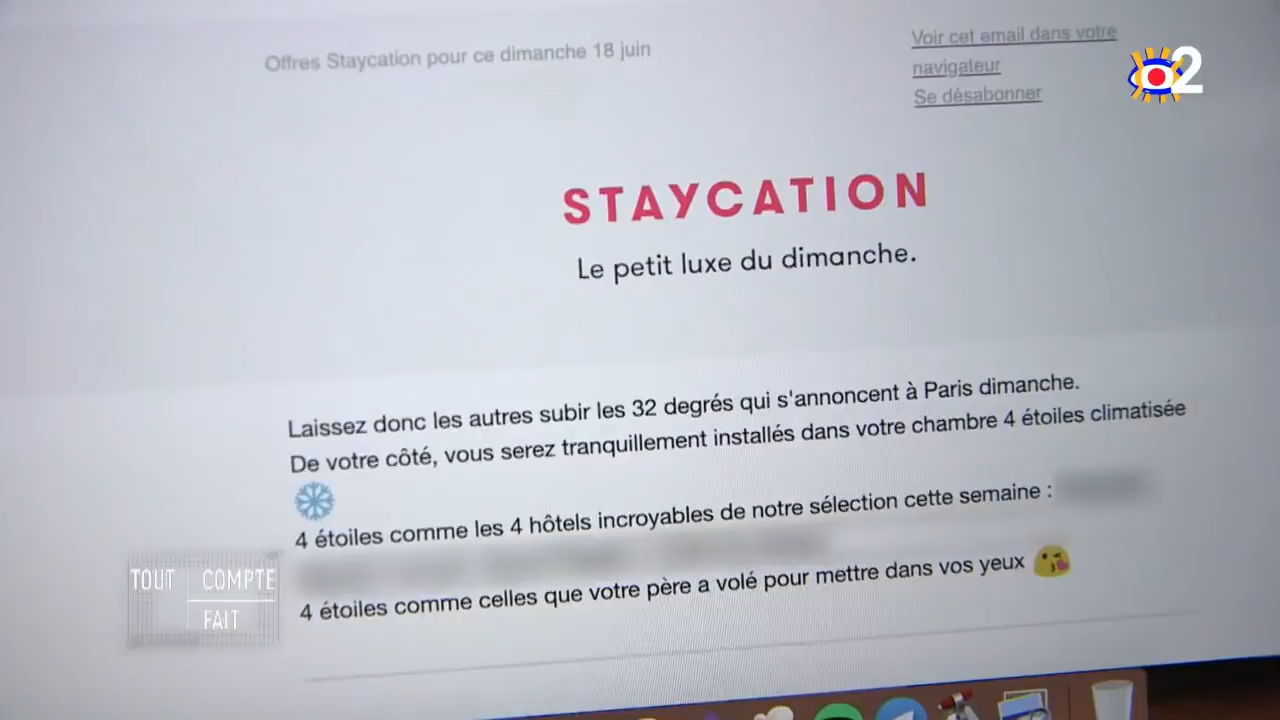 Offres Staycation pour ce dimanche 18 juin
Voir cet email dans votre
navigateur
Se désabonner
2
STAYCATION
Le petit luxe du dimanche.
Laissez donc les autres subir les 32 degrés qui s'annoncent à Paris dimanche.
De votre côté, vous serez tranquillement installés dans votre chambre 4 étoiles climatisée
4 étoiles comme les 4 hôtels incroyables de notre sélection cette semaine :
4 étoiles comme celles que votre père a volé pour mettre dans vos yeux
TOUT COMPTE
FAIT